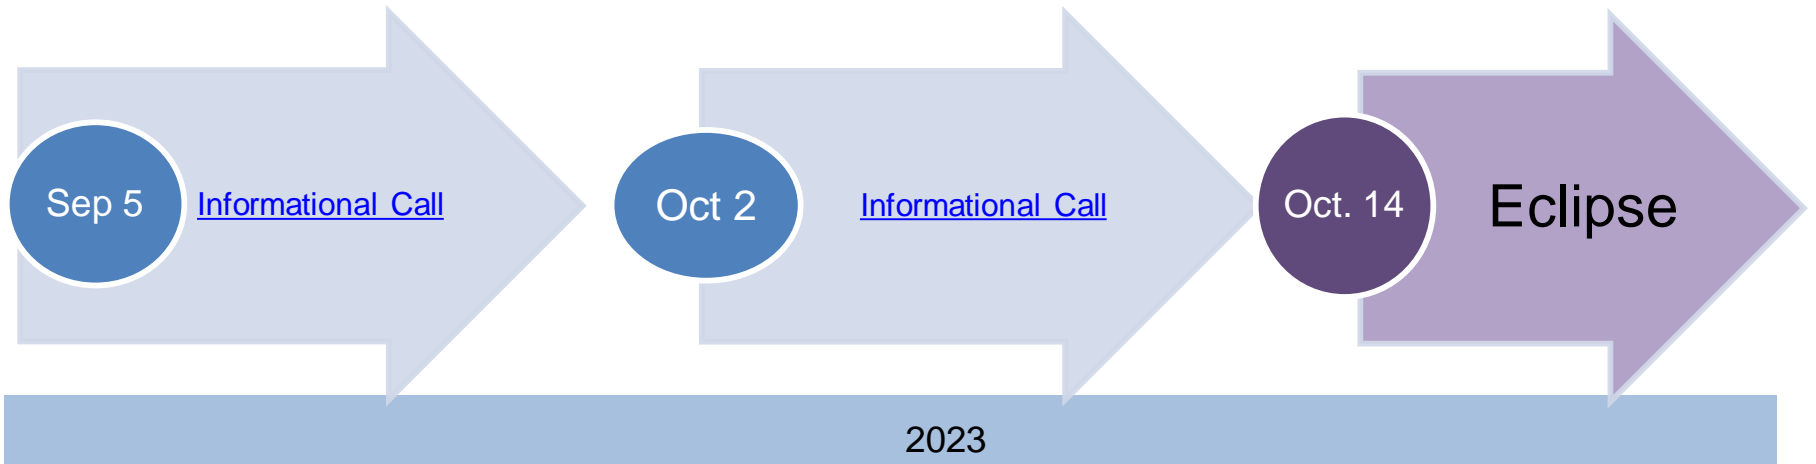 Sep 5
Informational Call
Oct 2
Informational Call
Oct. 14
Eclipse
2023